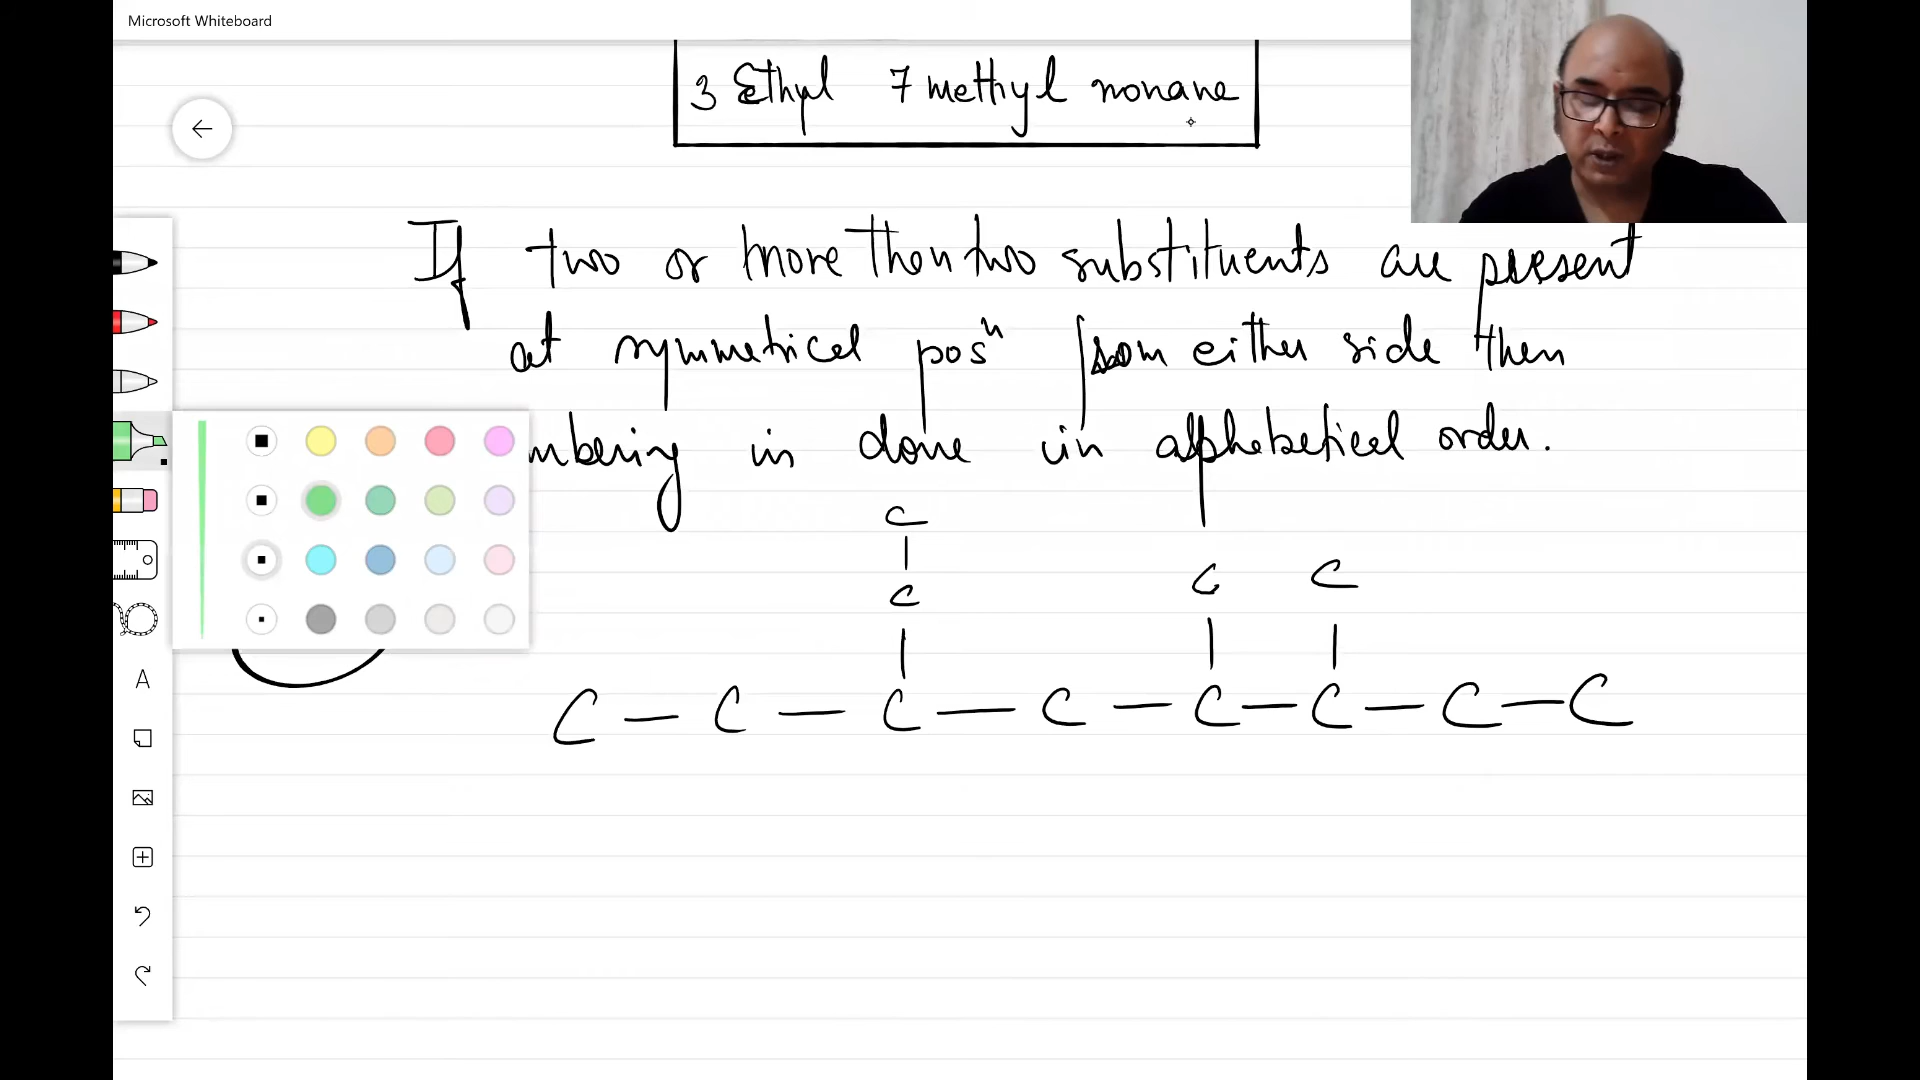 Microsoft Whiteboard
3 Ethyl 7 methyl nonane
If two or more then two substituents are present
at symmetrical posⁿ from either side then
mbering is done in alphabetical order.
C
C C C
C — C — C — C — C — C — C — C
A